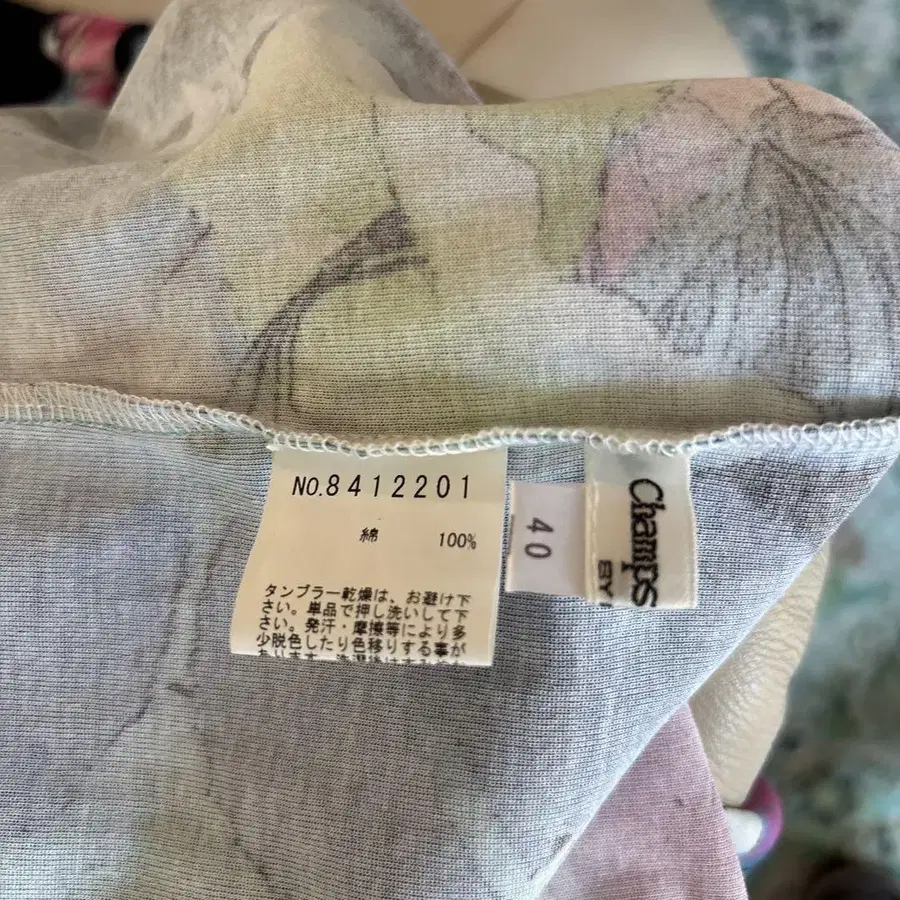 NO.8412201
綿 100%
タンブラー乾燥は、お避け下
さい。単品で押し洗いして下
さい。発汗・摩擦等により多
少脱色したり色移りする事が
40
Champs
BY